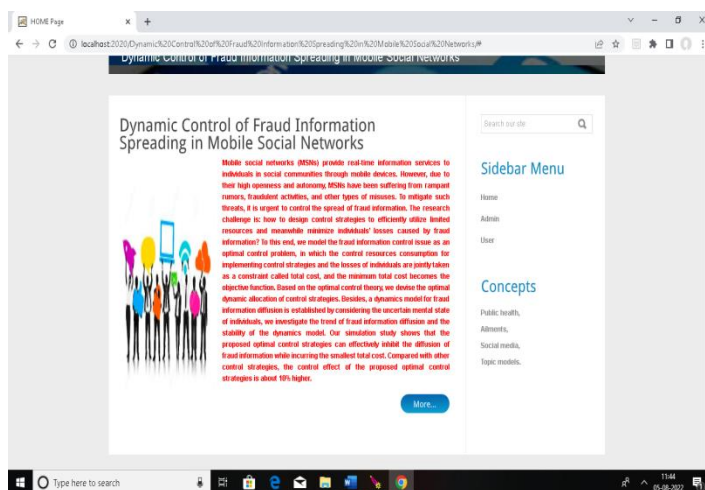 HOME Page
localhost:2020/Dynamic%20Control%20of%20Fraud%20Information%20Spreading%20in%20Mobile%20Social%20Networks/#
Dynamic Control of Fraud Information Spreading in Mobile Social Networks
Dynamic Control of Fraud Information
Spreading in Mobile Social Networks
Mobile social networks (MSNs) provide real-time information services to
individuals in social communities through mobile devices. However, due to
their high openness and autonomy, MSNs have been suffering from rampant
rumors, fraudulent activities, and other types of misuses. To mitigate such
threats, it is urgent to control the spread of fraud information. The research
challenge is: how to design control strategies to efficiently utilize limited
resources and meanwhile minimize individuals' losses caused by fraud
information? To this end, we model the fraud information control issue as an
optimal control problem, in which the control resources consumption for
implementing control strategies and the losses of individuals are jointly taken
as a constraint called total cost, and the minimum total cost becomes the
objective function. Based on the optimal control theory, we devise the optimal
dynamic allocation of control strategies. Besides, a dynamics model for fraud
information diffusion is established by considering the uncertain mental state
of individuals, we investigate the trend of fraud information diffusion and the
stability of the dynamics model. Our simulation study shows that the
proposed optimal control strategies can effectively inhibit the diffusion of
fraud information while incurring the smallest total cost. Compared with other
control strategies, the control effect of the proposed optimal control
strategies is about 10% higher.
More...
Search our site
Sidebar Menu
Home
Admin
User
Concepts
Public health,
Ailments,
Social media,
Topic models.
Type here to search
11:44
05-08-2022